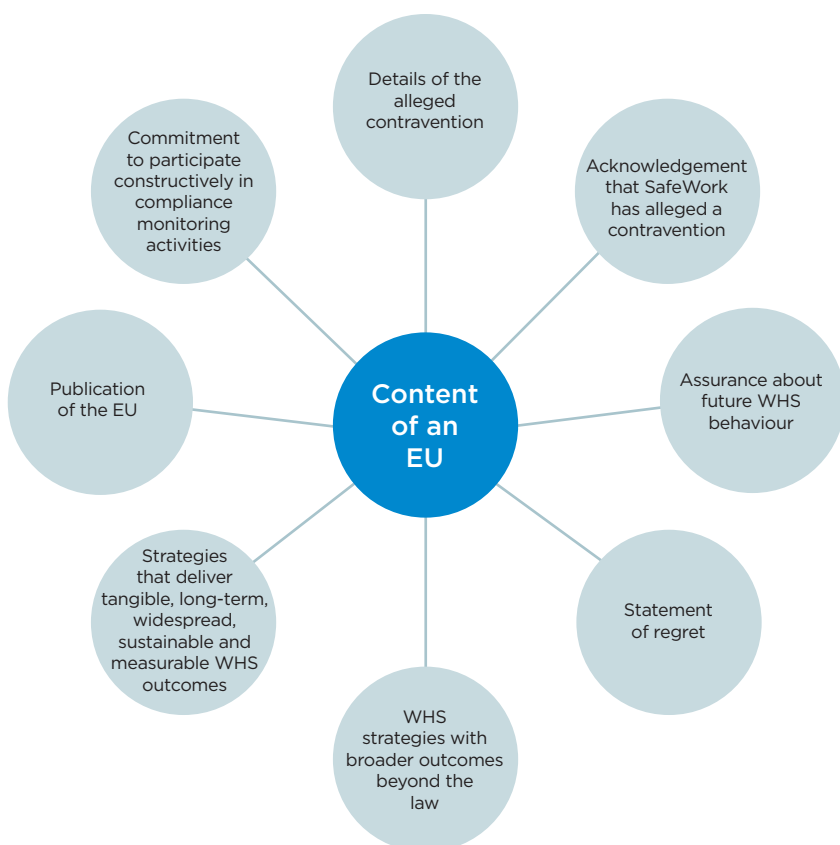 Details of the
alleged
contravention
Acknowledgement
that SafeWork
has alleged a
contravention
Assurance about
future WHS
behaviour
Statement
of regret
WHS
strategies with
broader outcomes
beyond the
law
Strategies
that deliver
tangible, long-term,
widespread,
sustainable and
measurable WHS
outcomes
Publication
of the EU
Commitment
to participate
constructively in
compliance
monitoring
activities
Content
of an
EU